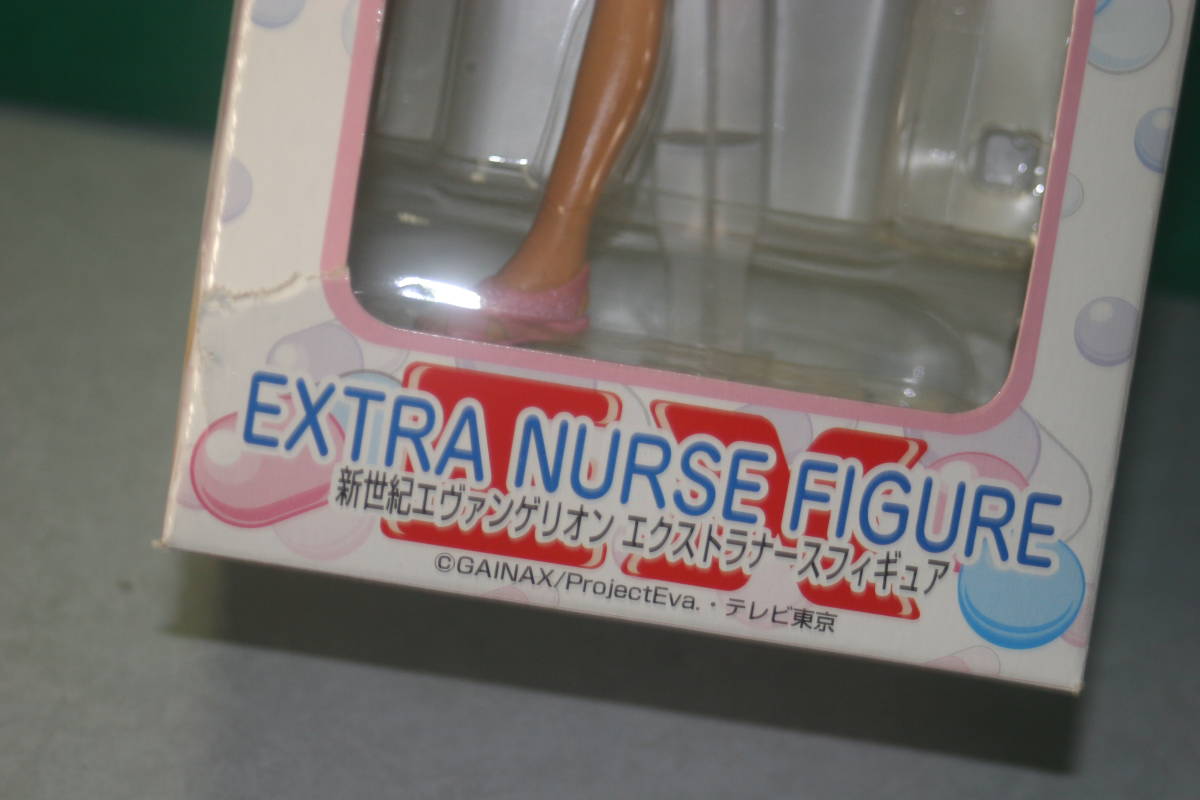 EXTRA NURSE FIGURE
新世紀エヴァンゲリオン エクストラナースフィギュア
©GAINAX/ProjectEva.・テレビ東京